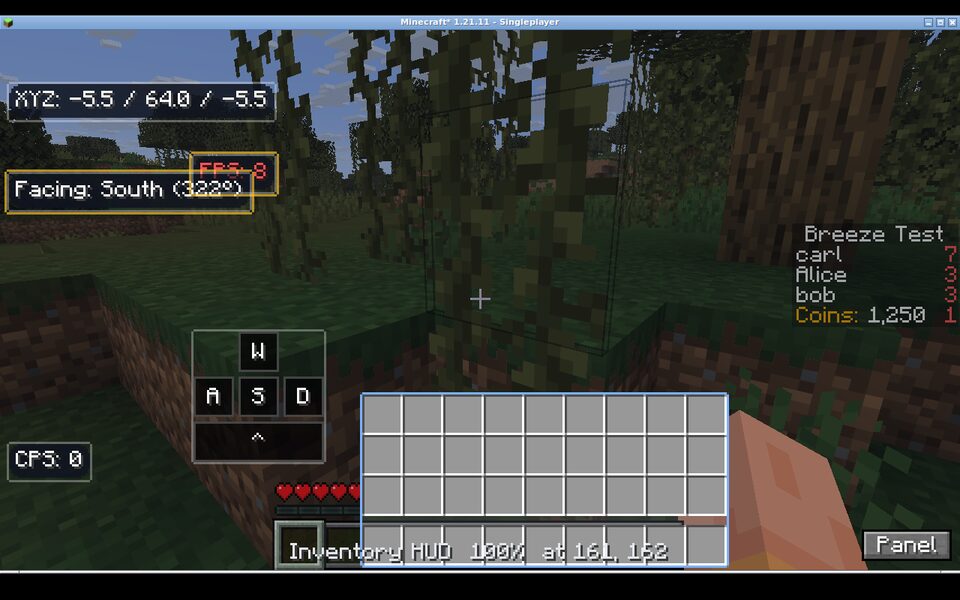 Minecraft* 1.21.11 - Singleplayer
XYZ: -5.5 / 64.0 / -5.5
FPS: 8
Facing: South (322°)
Breeze Test
carl 7
Alice 3
bob 3
Coins: 1,250 1
W
A S D
^
CPS: 0
Inventory HUD 100% at 161, 162
Panel